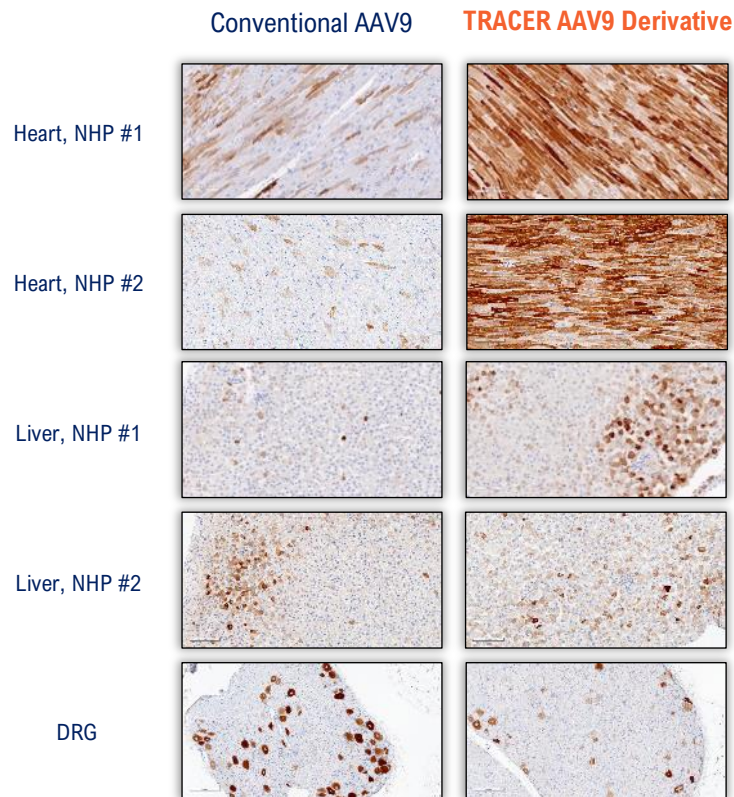 Conventional AAV9
TRACER AAV9 Derivative
Heart, NHP #1
Heart, NHP #2
Liver, NHP #1
Liver, NHP #2
DRG